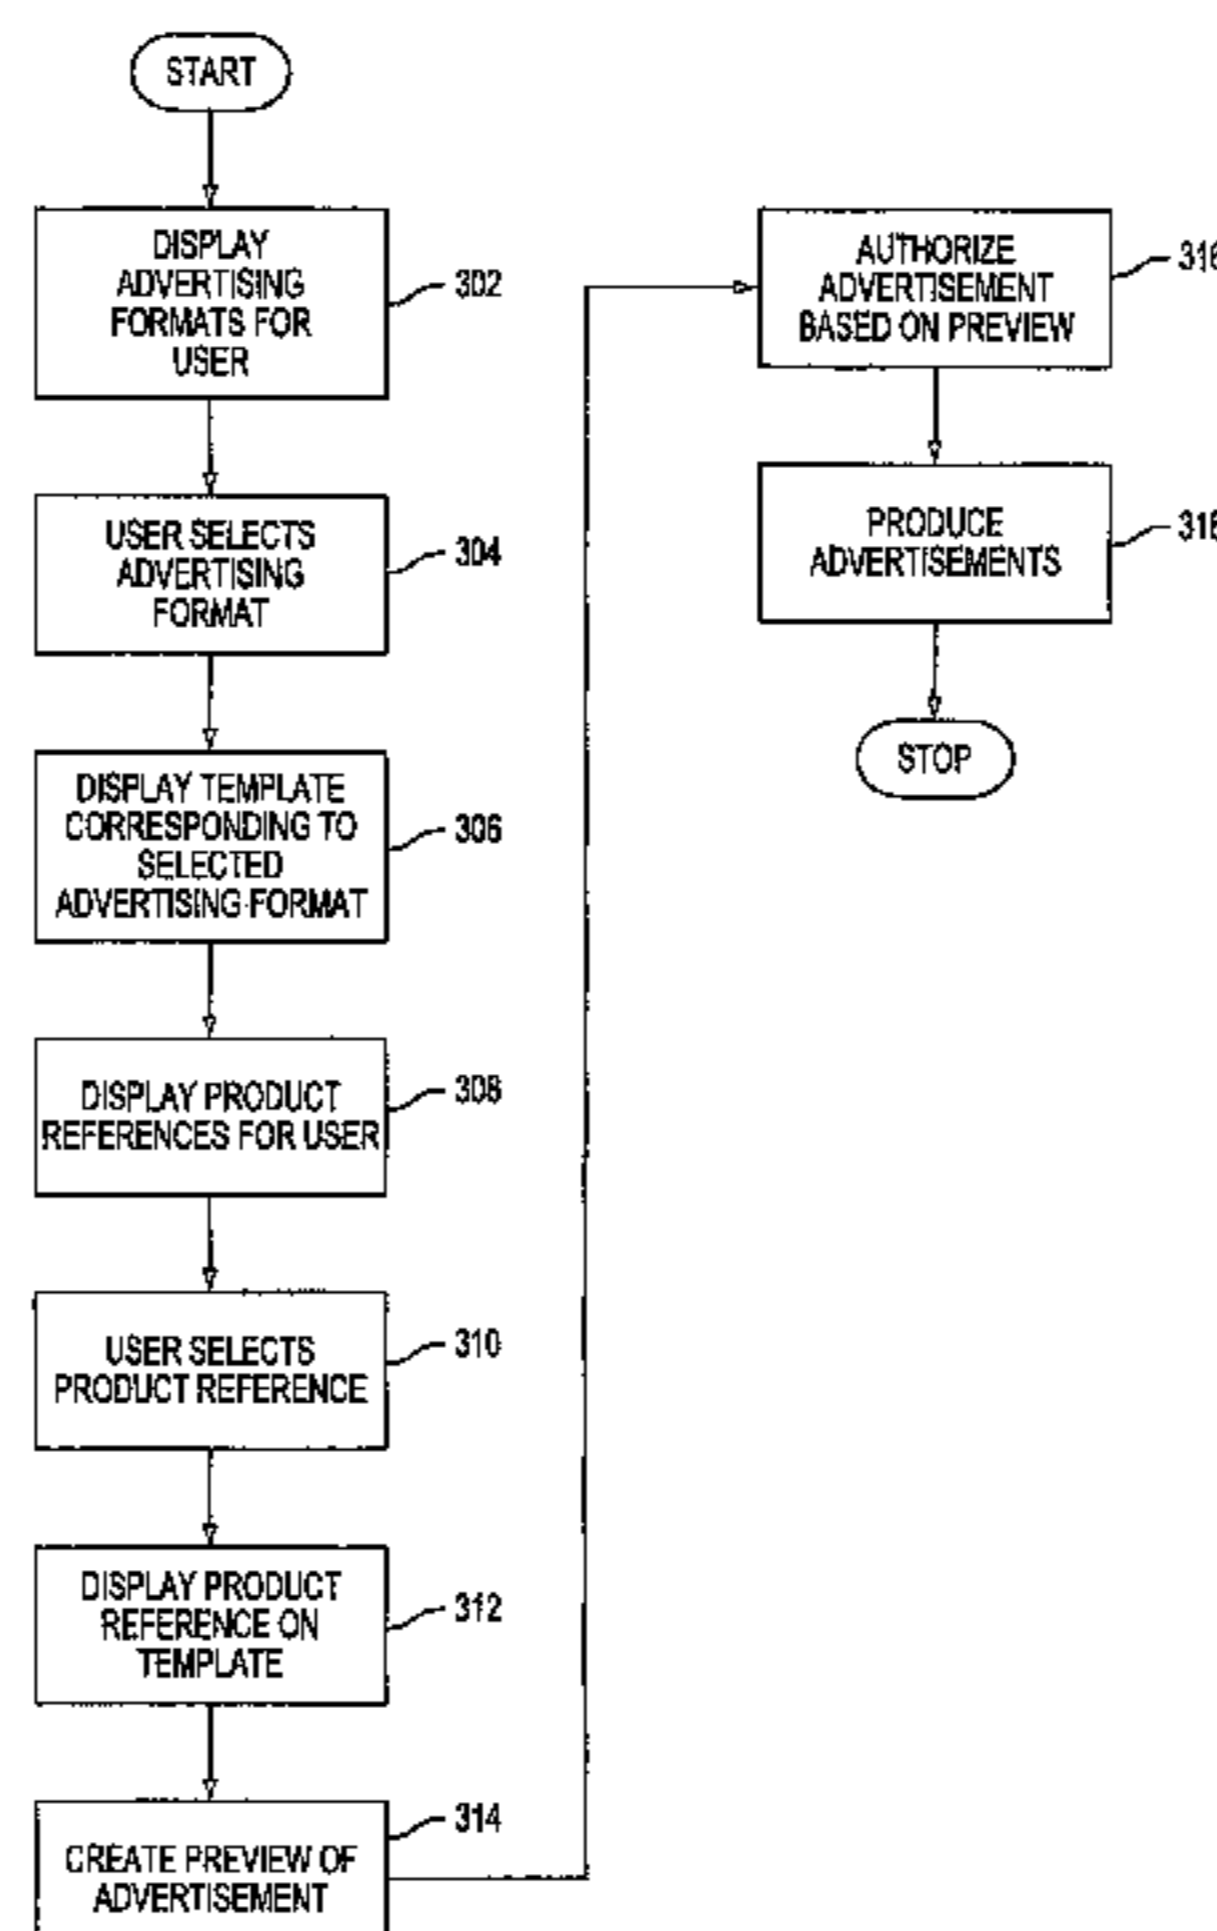 START
DISPLAY
ADVERTISING
FORMATS FOR
USER
302
USER SELECTS
ADVERTISING
FORMAT
304
DISPLAY TEMPLATE
CORRESPONDING TO
SELECTED
ADVERTISING FORMAT
306
DISPLAY PRODUCT
REFERENCES FOR USER
308
USER SELECTS
PRODUCT REFERENCE
310
DISPLAY PRODUCT
REFERENCE ON
TEMPLATE
312
CREATE PREVIEW OF
ADVERTISEMENT
314
AUTHORIZE
ADVERTISEMENT
BASED ON PREVIEW
PRODUCE
ADVERTISEMENTS
STOP